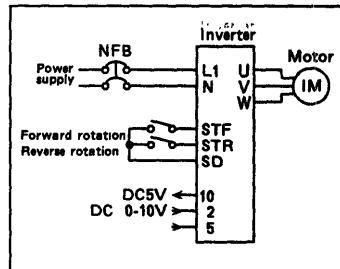 Inverter
NFB
Motor
Power
supply
L1
N
U
V
W
IM
Forward rotation
Reverse rotation
STF
STR
SD
DC5V
10
DC 0-10V
2
5